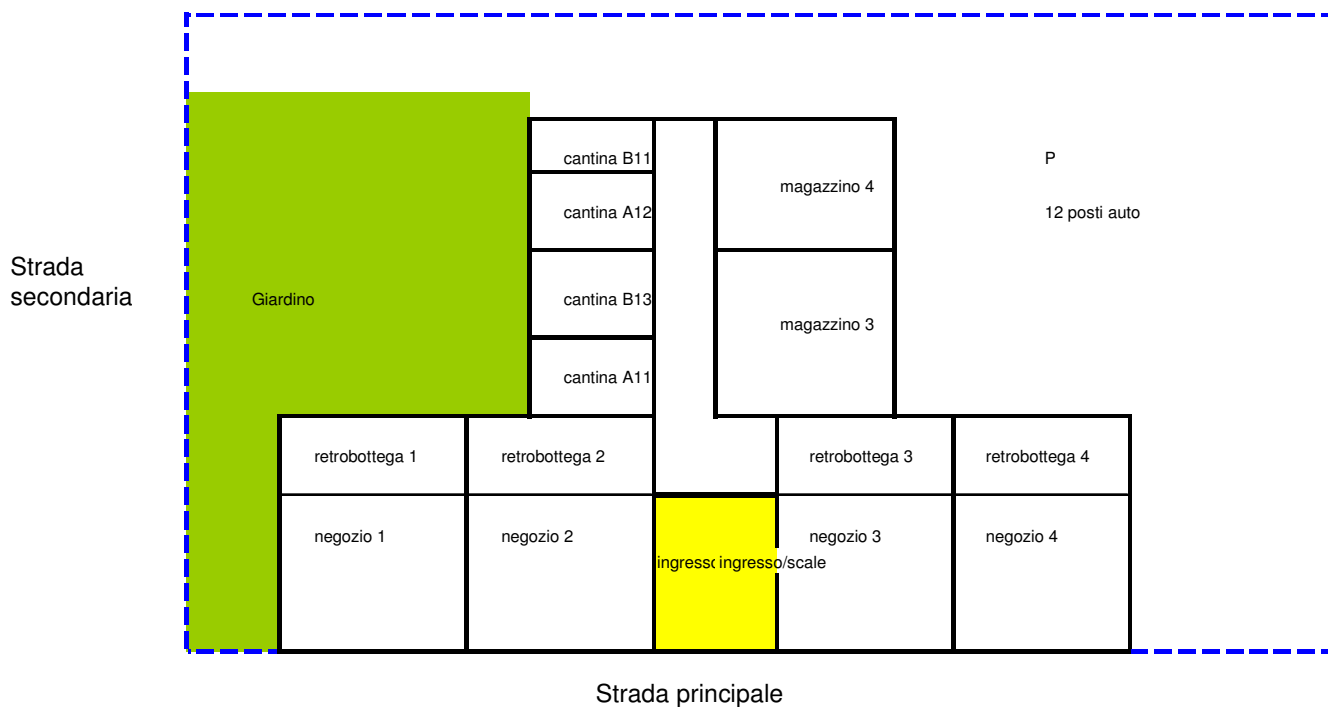 cantina B11
P
magazzino 4
cantina A12
12 posti auto
Strada
secondaria
Giardino
cantina B13
magazzino 3
cantina A11
retrobottega 1
retrobottega 2
retrobottega 3
retrobottega 4
negozio 1
negozio 2
negozio 3
negozio 4
ingresso
ingresso/scale
Strada principale